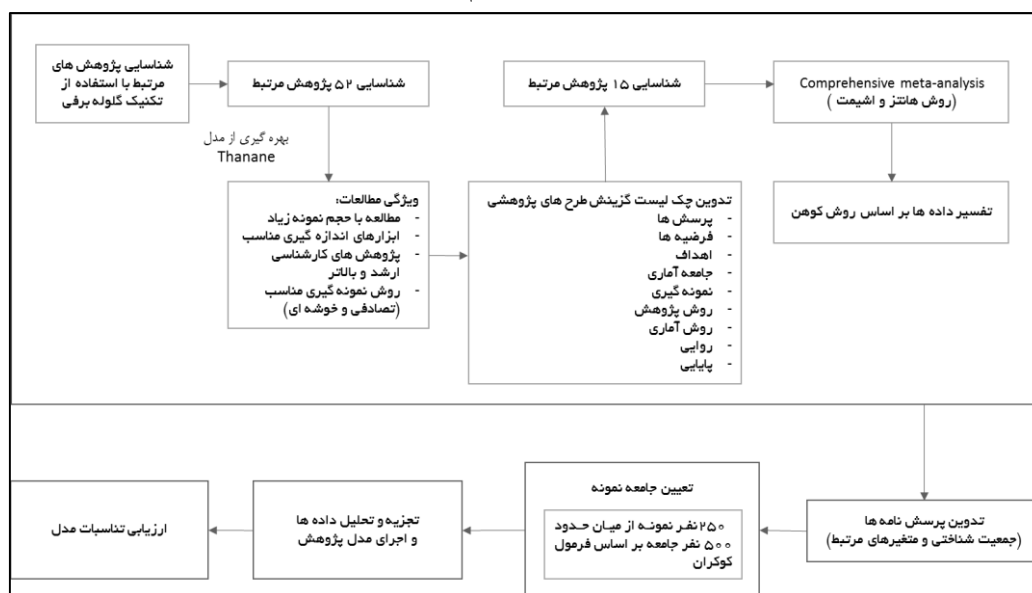 شناسایی پژوهش های
مرتبط با استفاده از
تکنیک گلوله برفی
شناسایی ۵۲ پژوهش مرتبط
بهره گیری از مدل
Thanane
ویژگی مطالعات:
- مطالعه با حجم نمونه زیاد
- ابزارهای اندازه گیری مناسب
- پژوهش های کارشناسی
ارشد و بالاتر
- روش نمونه گیری مناسب
(تصادفی و خوشه ای)
تدوین چک لیست گزینش طرح های پژوهشی
- پرسش ها
- فرضیه ها
- اهداف
- جامعه آماری
- نمونه گیری
- روش پژوهش
- روش آماری
- روایی
- پایایی
شناسایی ۱۵ پژوهش مرتبط
Comprehensive meta-analysis
(روش هانتز و اشیمت )
تفسیر داده ها بر اساس روش کوهن
تدوین پرسش نامه ها
(جمعیت شناختی و متغیرهای مرتبط)
تعیین جامعه نمونه
۲۵۰نفر نمونه از میان حدود
۵۰۰ نفر جامعه بر اساس فرمول
کوکران
تجزیه و تحلیل داده ها
و اجرای مدل پژوهش
ارزیابی تناسبات مدل